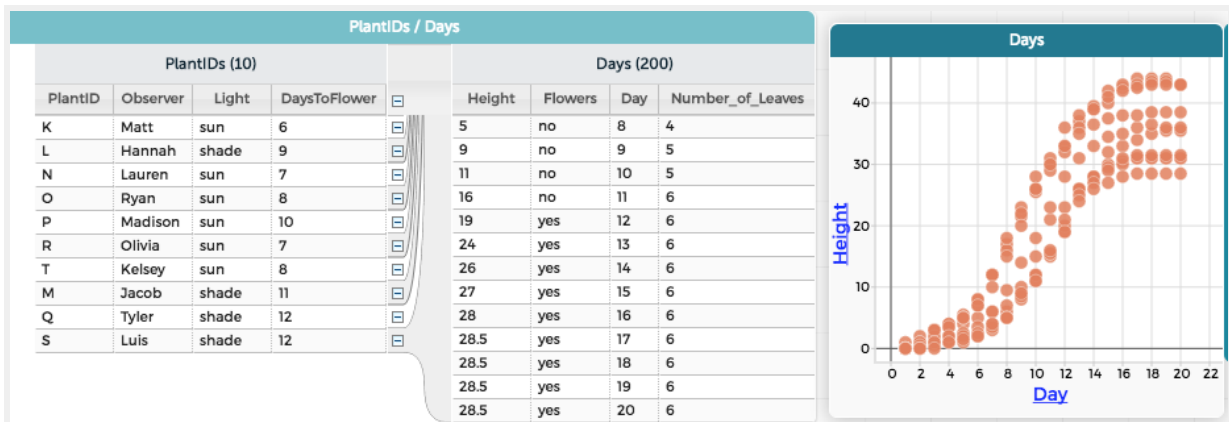 PlantIDs / Days
PlantIDs (10)
Days (200)
PlantID Observer Light DaysToFlower
Height Flowers Day Number_of_Leaves
K Matt sun 6
L Hannah shade 9
N Lauren sun 7
O Ryan sun 8
P Madison sun 10
R Olivia sun 7
T Kelsey sun 8
M Jacob shade 11
Q Tyler shade 12
S Luis shade 12
5 no 8 4
9 no 9 5
11 no 10 5
16 no 11 6
19 yes 12 6
24 yes 13 6
26 yes 14 6
27 yes 15 6
28 yes 16 6
28.5 yes 17 6
28.5 yes 18 6
28.5 yes 19 6
28.5 yes 20 6
Days
Height
40
30
20
10
0
0 2 4 6 8 10 12 14 16 18 20 22
Day